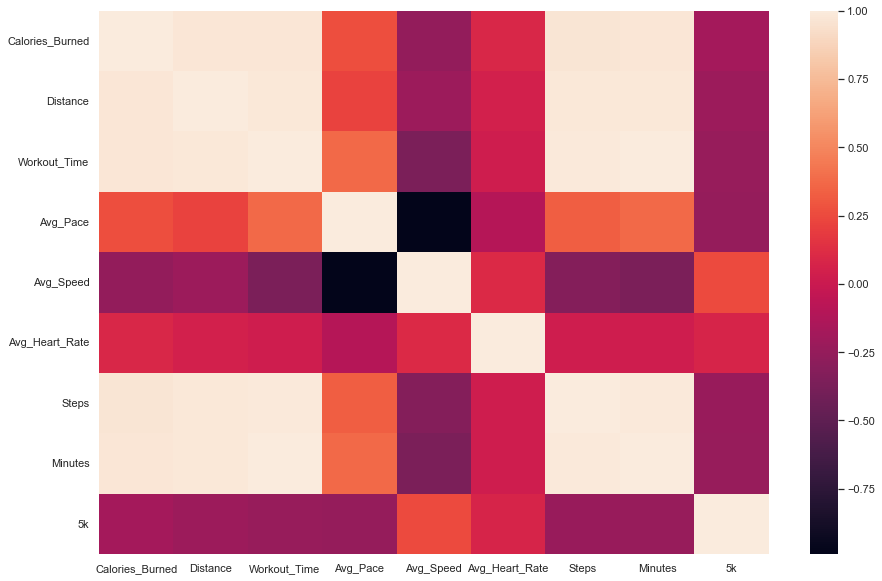 Calories_Burned
Distance
Workout_Time
Avg_Pace
Avg_Speed
Avg_Heart_Rate
Steps
Minutes
5k
Calories_Burned Distance Workout_Time Avg_Pace Avg_Speed Avg_Heart_Rate Steps Minutes 5k
1.00
0.75
0.50
0.25
0.00
−0.25
−0.50
−0.75